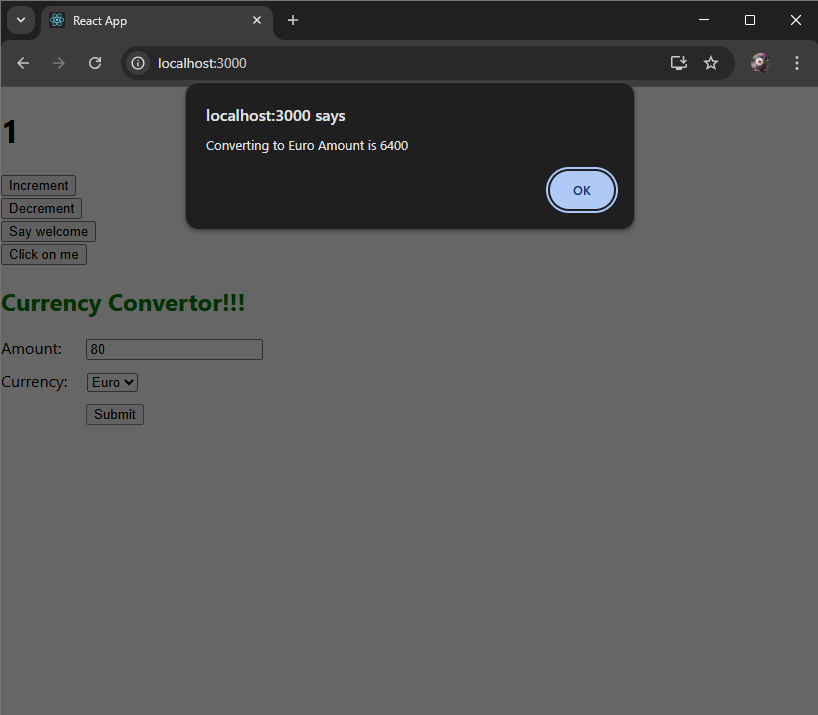 React App
localhost:3000
localhost:3000 says
Converting to Euro Amount is 6400
OK
1
Increment
Decrement
Say welcome
Click on me
Currency Convertor!!!
Amount: 80
Currency: Euro
Submit